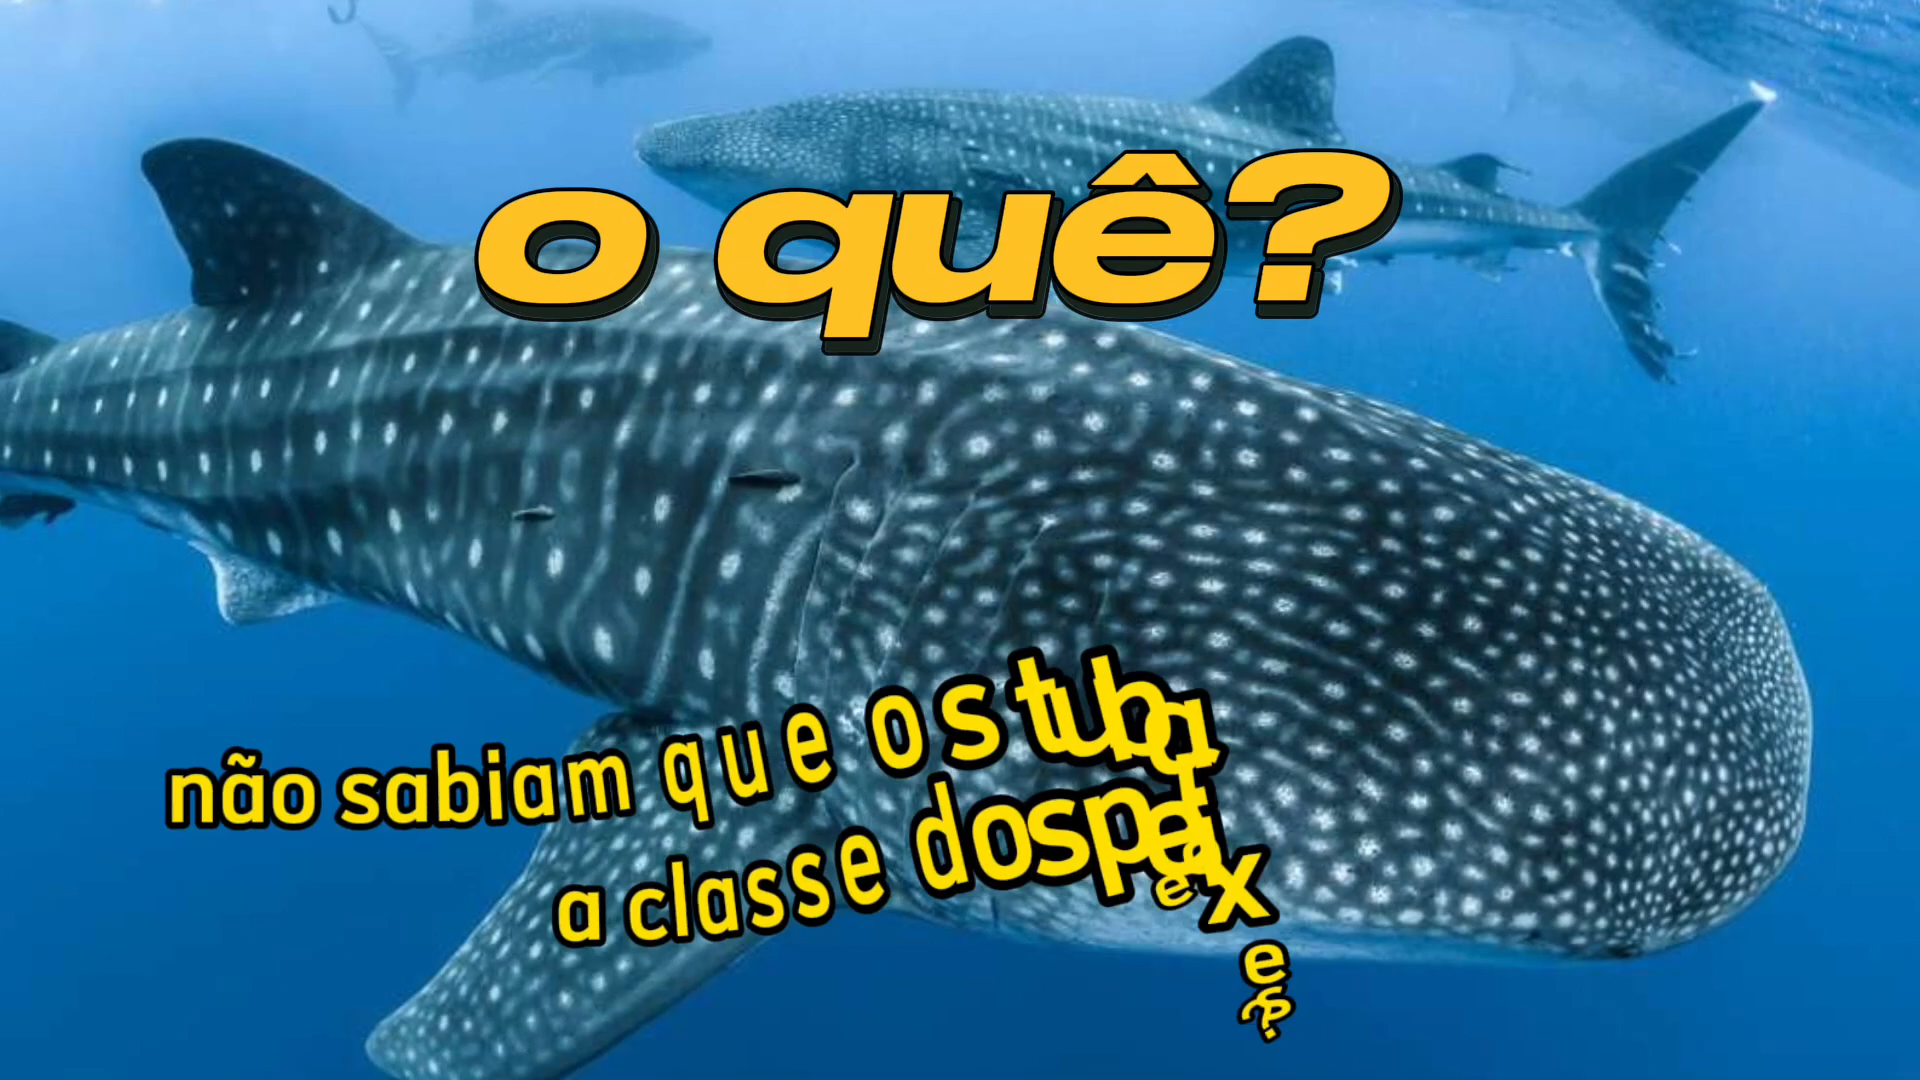 o quê?
não sabiam que os
a classe dos